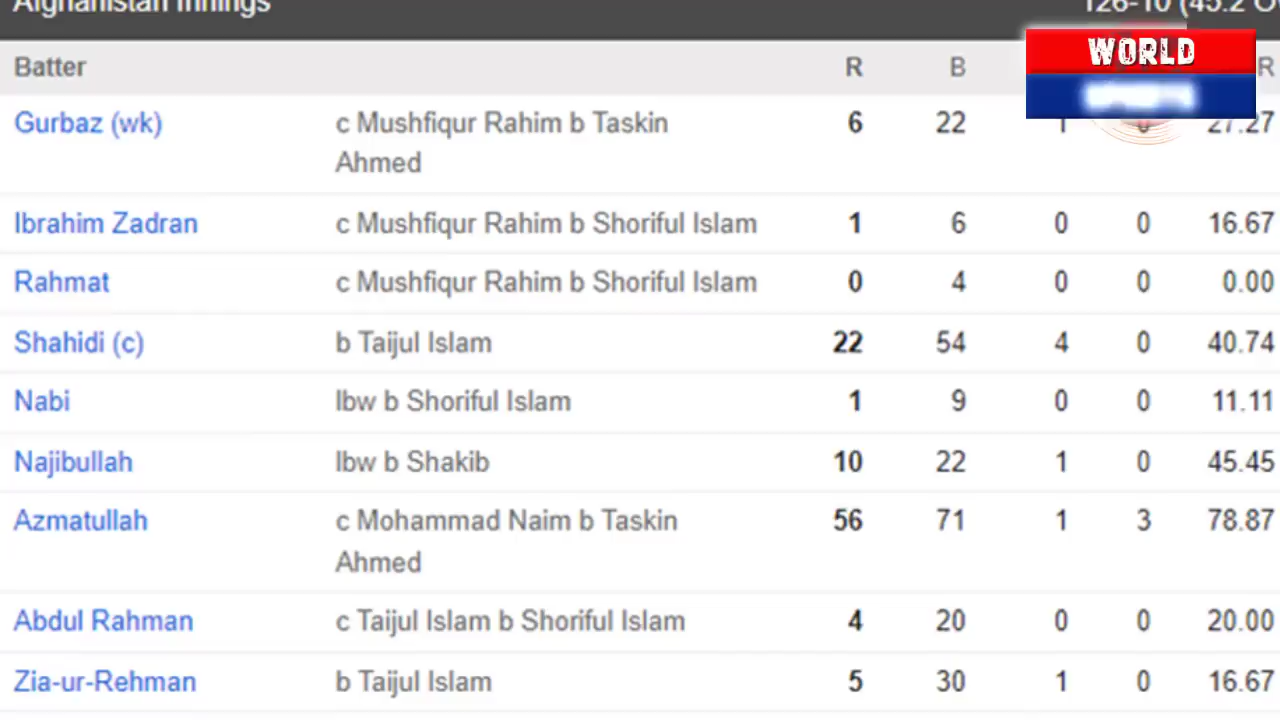 Afghanistan Innings 126-10 (45.2 Ov
WORLD
Batter R B R
Gurbaz (wk) c Mushfiqur Rahim b Taskin 6 22 1 0 27.27
Ahmed
Ibrahim Zadran c Mushfiqur Rahim b Shoriful Islam 1 6 0 0 16.67
Rahmat c Mushfiqur Rahim b Shoriful Islam 0 4 0 0 0.00
Shahidi (c) b Taijul Islam 22 54 4 0 40.74
Nabi lbw b Shoriful Islam 1 9 0 0 11.11
Najibullah lbw b Shakib 10 22 1 0 45.45
Azmatullah c Mohammad Naim b Taskin 56 71 1 3 78.87
Ahmed
Abdul Rahman c Taijul Islam b Shoriful Islam 4 20 0 0 20.00
Zia-ur-Rehman b Taijul Islam 5 30 1 0 16.67